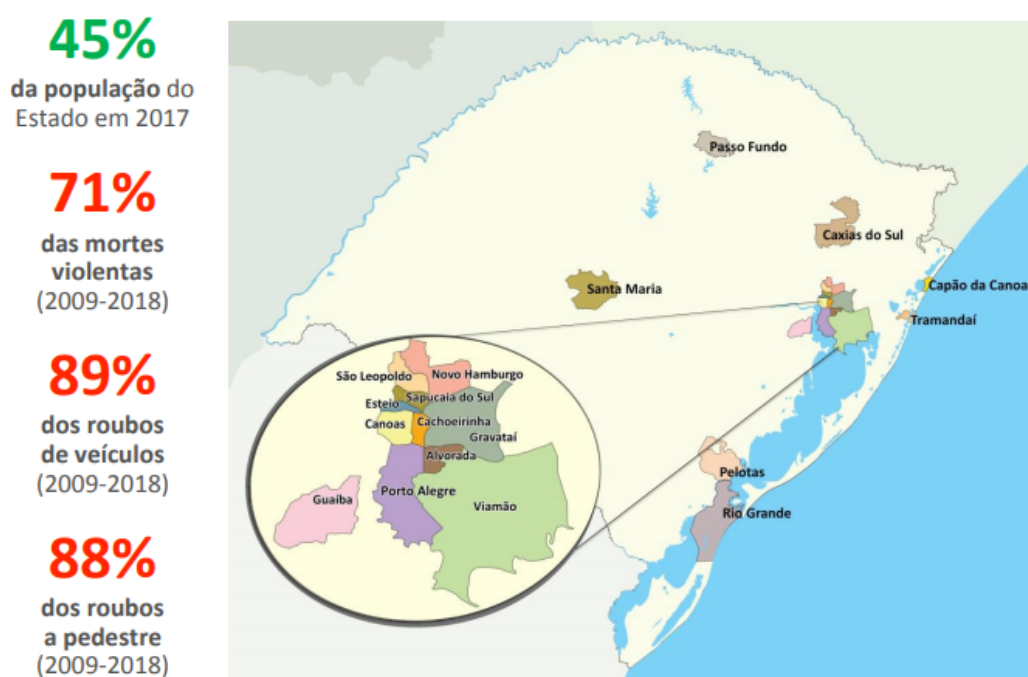 45%
da população do
Estado em 2017
71%
das mortes
violentas
(2009-2018)
89%
dos roubos
de veículos
(2009-2018)
88%
dos roubos
a pedestre
(2009-2018)
Passo Fundo
Caxias do Sul
Santa Maria
Capão da Canoa
Tramandaí
Pelotas
Rio Grande
São Leopoldo
Novo Hamburgo
Sapucaia do Sul
Esteio
Canoas
Cachoeirinha
Gravataí
Alvorada
Guaiba
Porto Alegre
Viamão